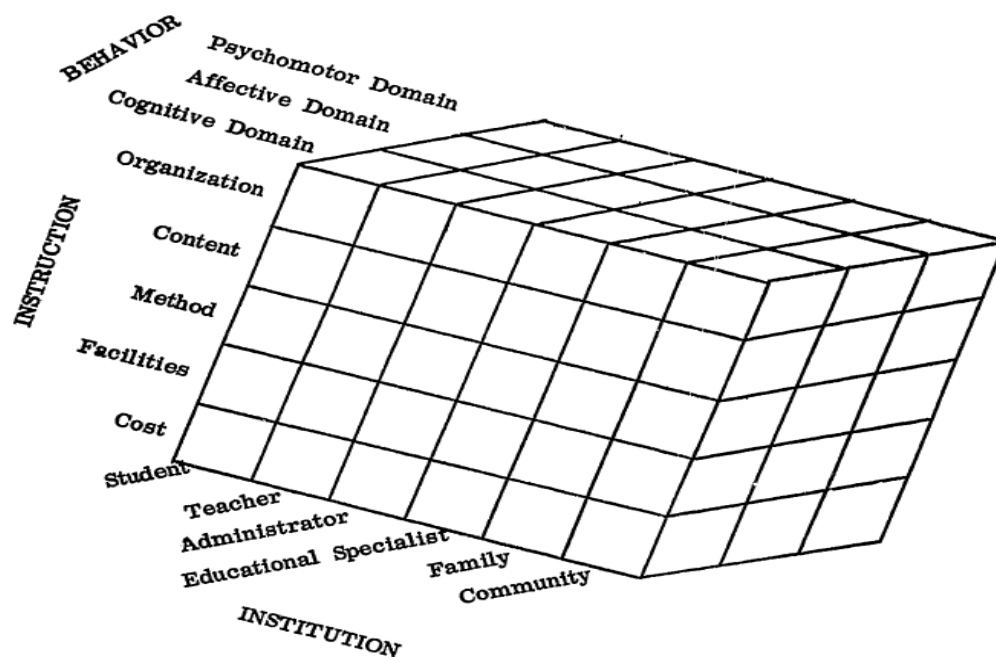 BEHAVIOR
Psychomotor Domain
Affective Domain
Cognitive Domain
INSTRUCTION
Organization
Content
Method
Facilities
Cost
Student
Teacher
Administrator
Educational Specialist
Family
Community
INSTITUTION